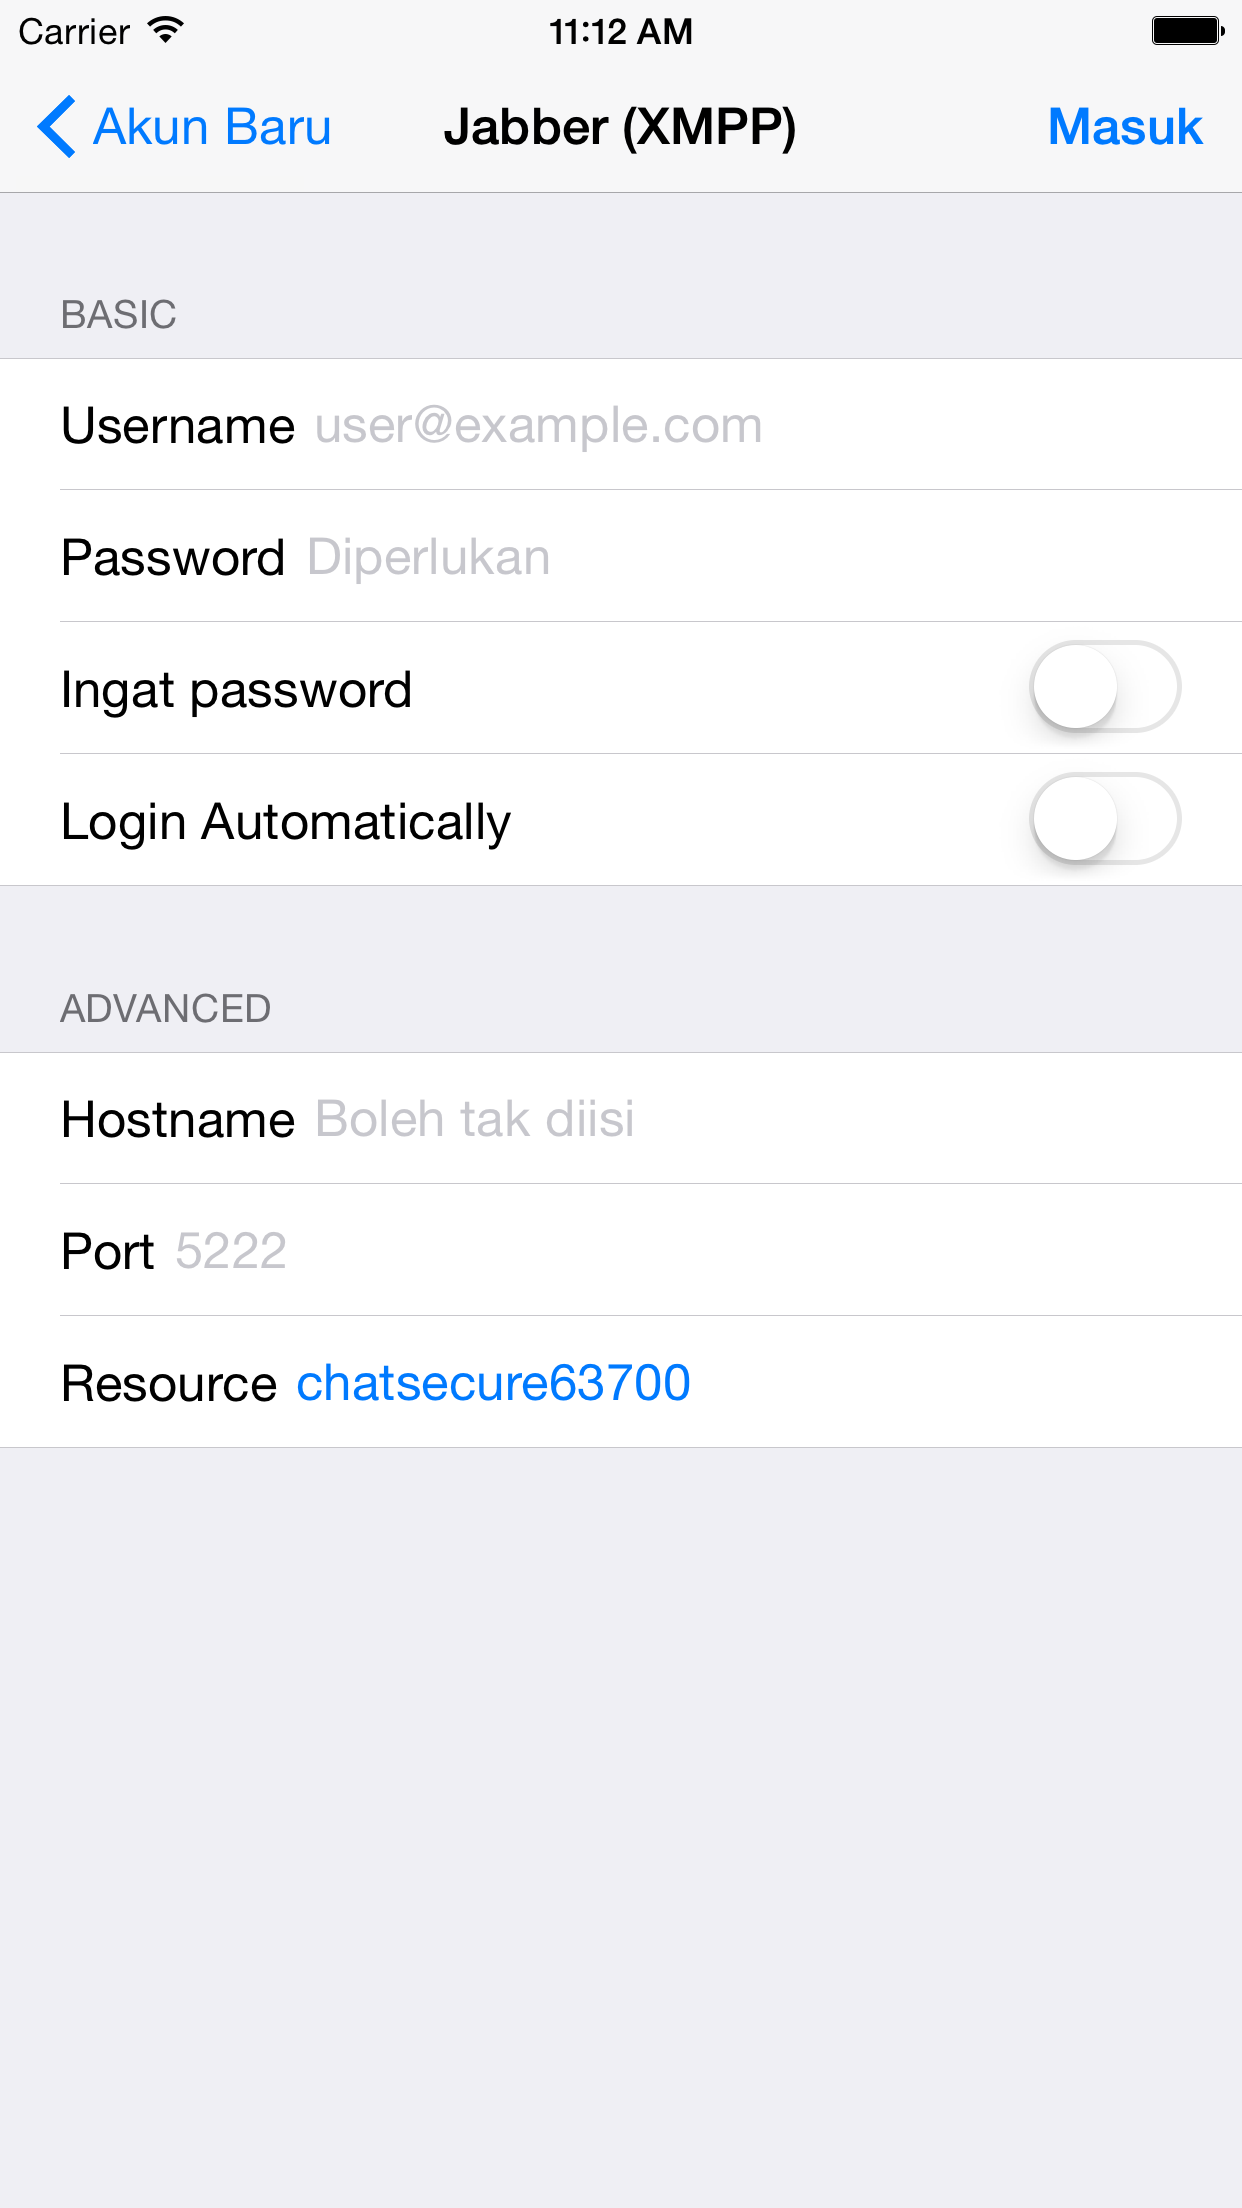 Carrier 11:12 AM
Akun Baru Jabber (XMPP) Masuk
BASIC
Username user@example.com
Password Diperlukan
Ingat password
Login Automatically
ADVANCED
Hostname Boleh tak diisi
Port 5222
Resource chatsecure63700